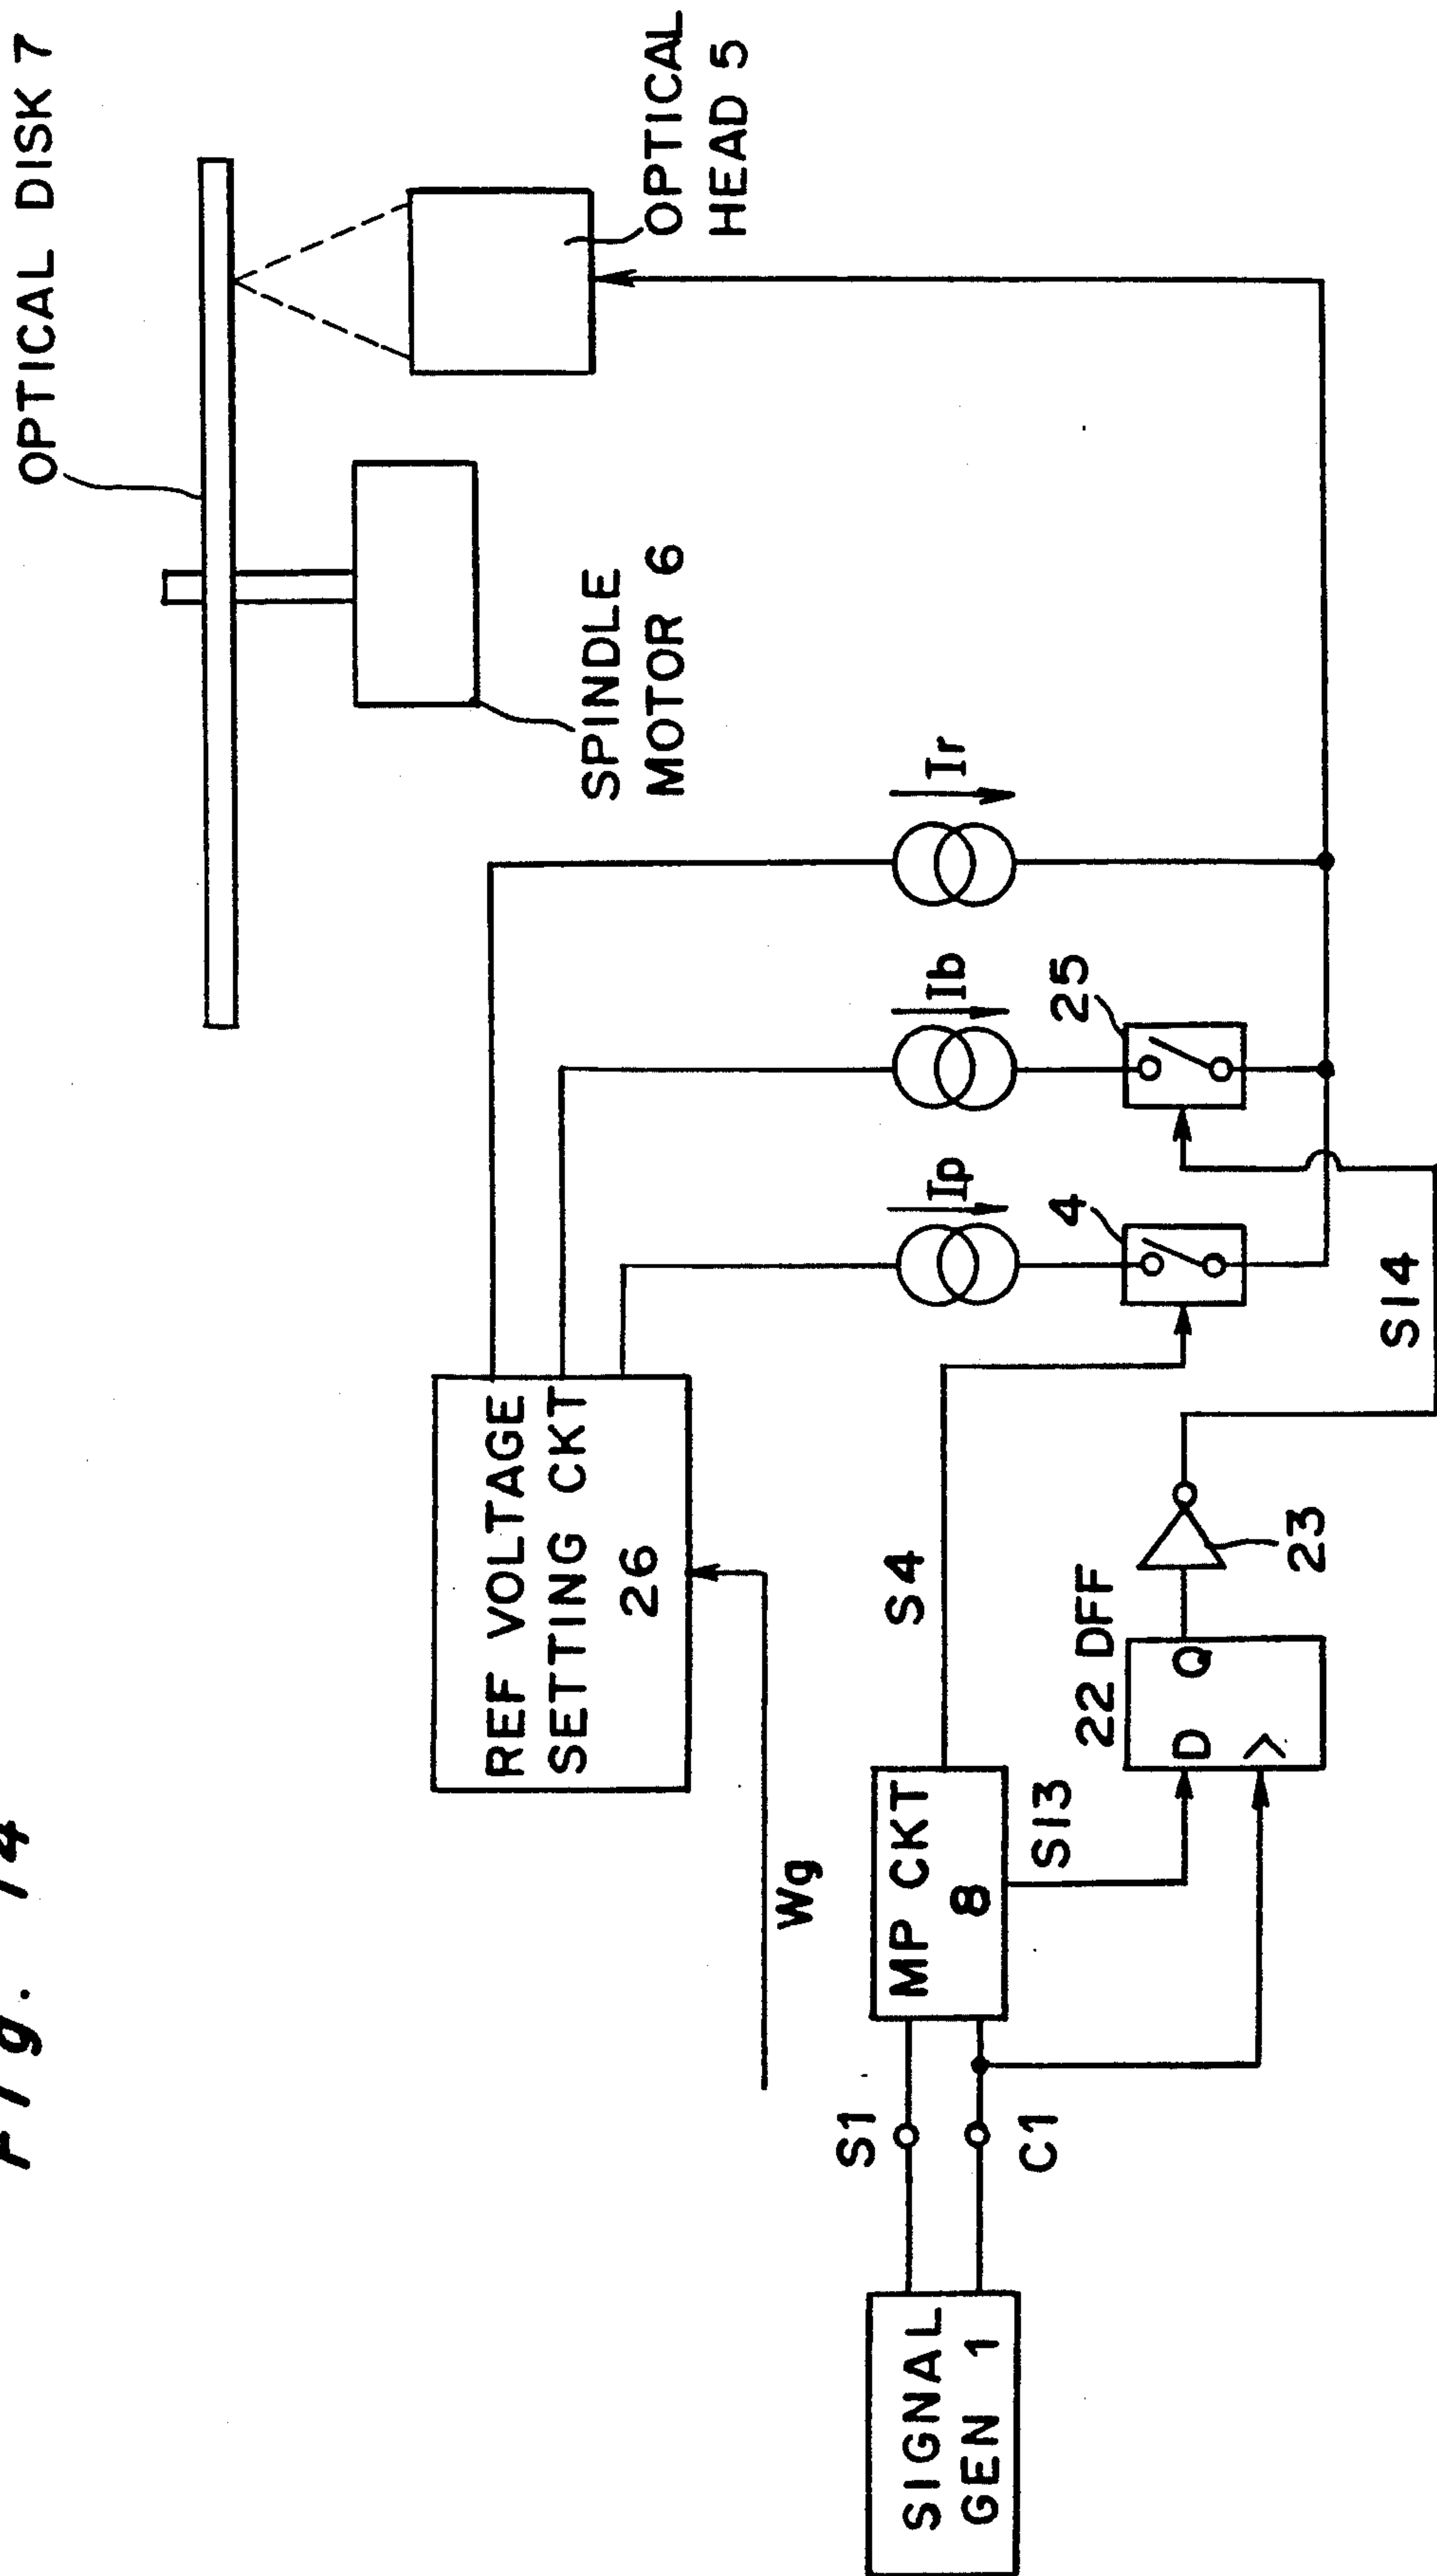 Fig. 14
OPTICAL DISK 7
OPTICAL
HEAD 5
SPINDLE
MOTOR 6
REF VOLTAGE
SETTING CKT
26
Wg
Ip
Ib
Ir
4
25
S4
S14
SIGNAL
GEN 1
S1
C1
MP CKT
8
S13
22 DFF
D
Q
23